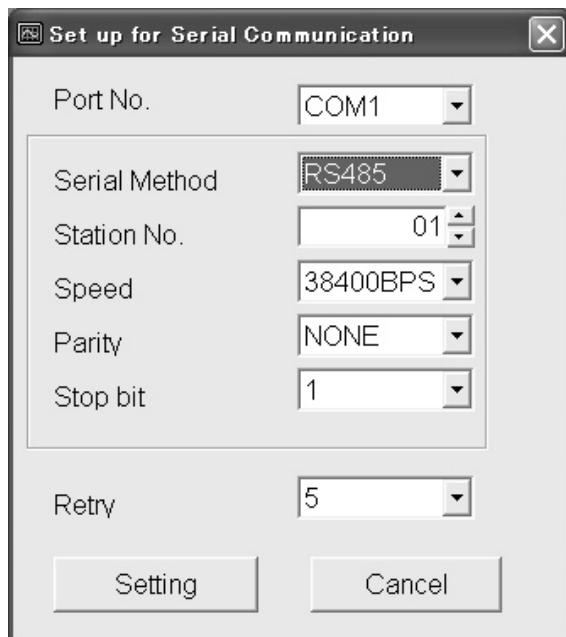 Set up for Serial Communication
Port No. COM1
Serial Method RS485
Station No. 01
Speed 38400BPS
Parity NONE
Stop bit 1
Retry 5
Setting Cancel